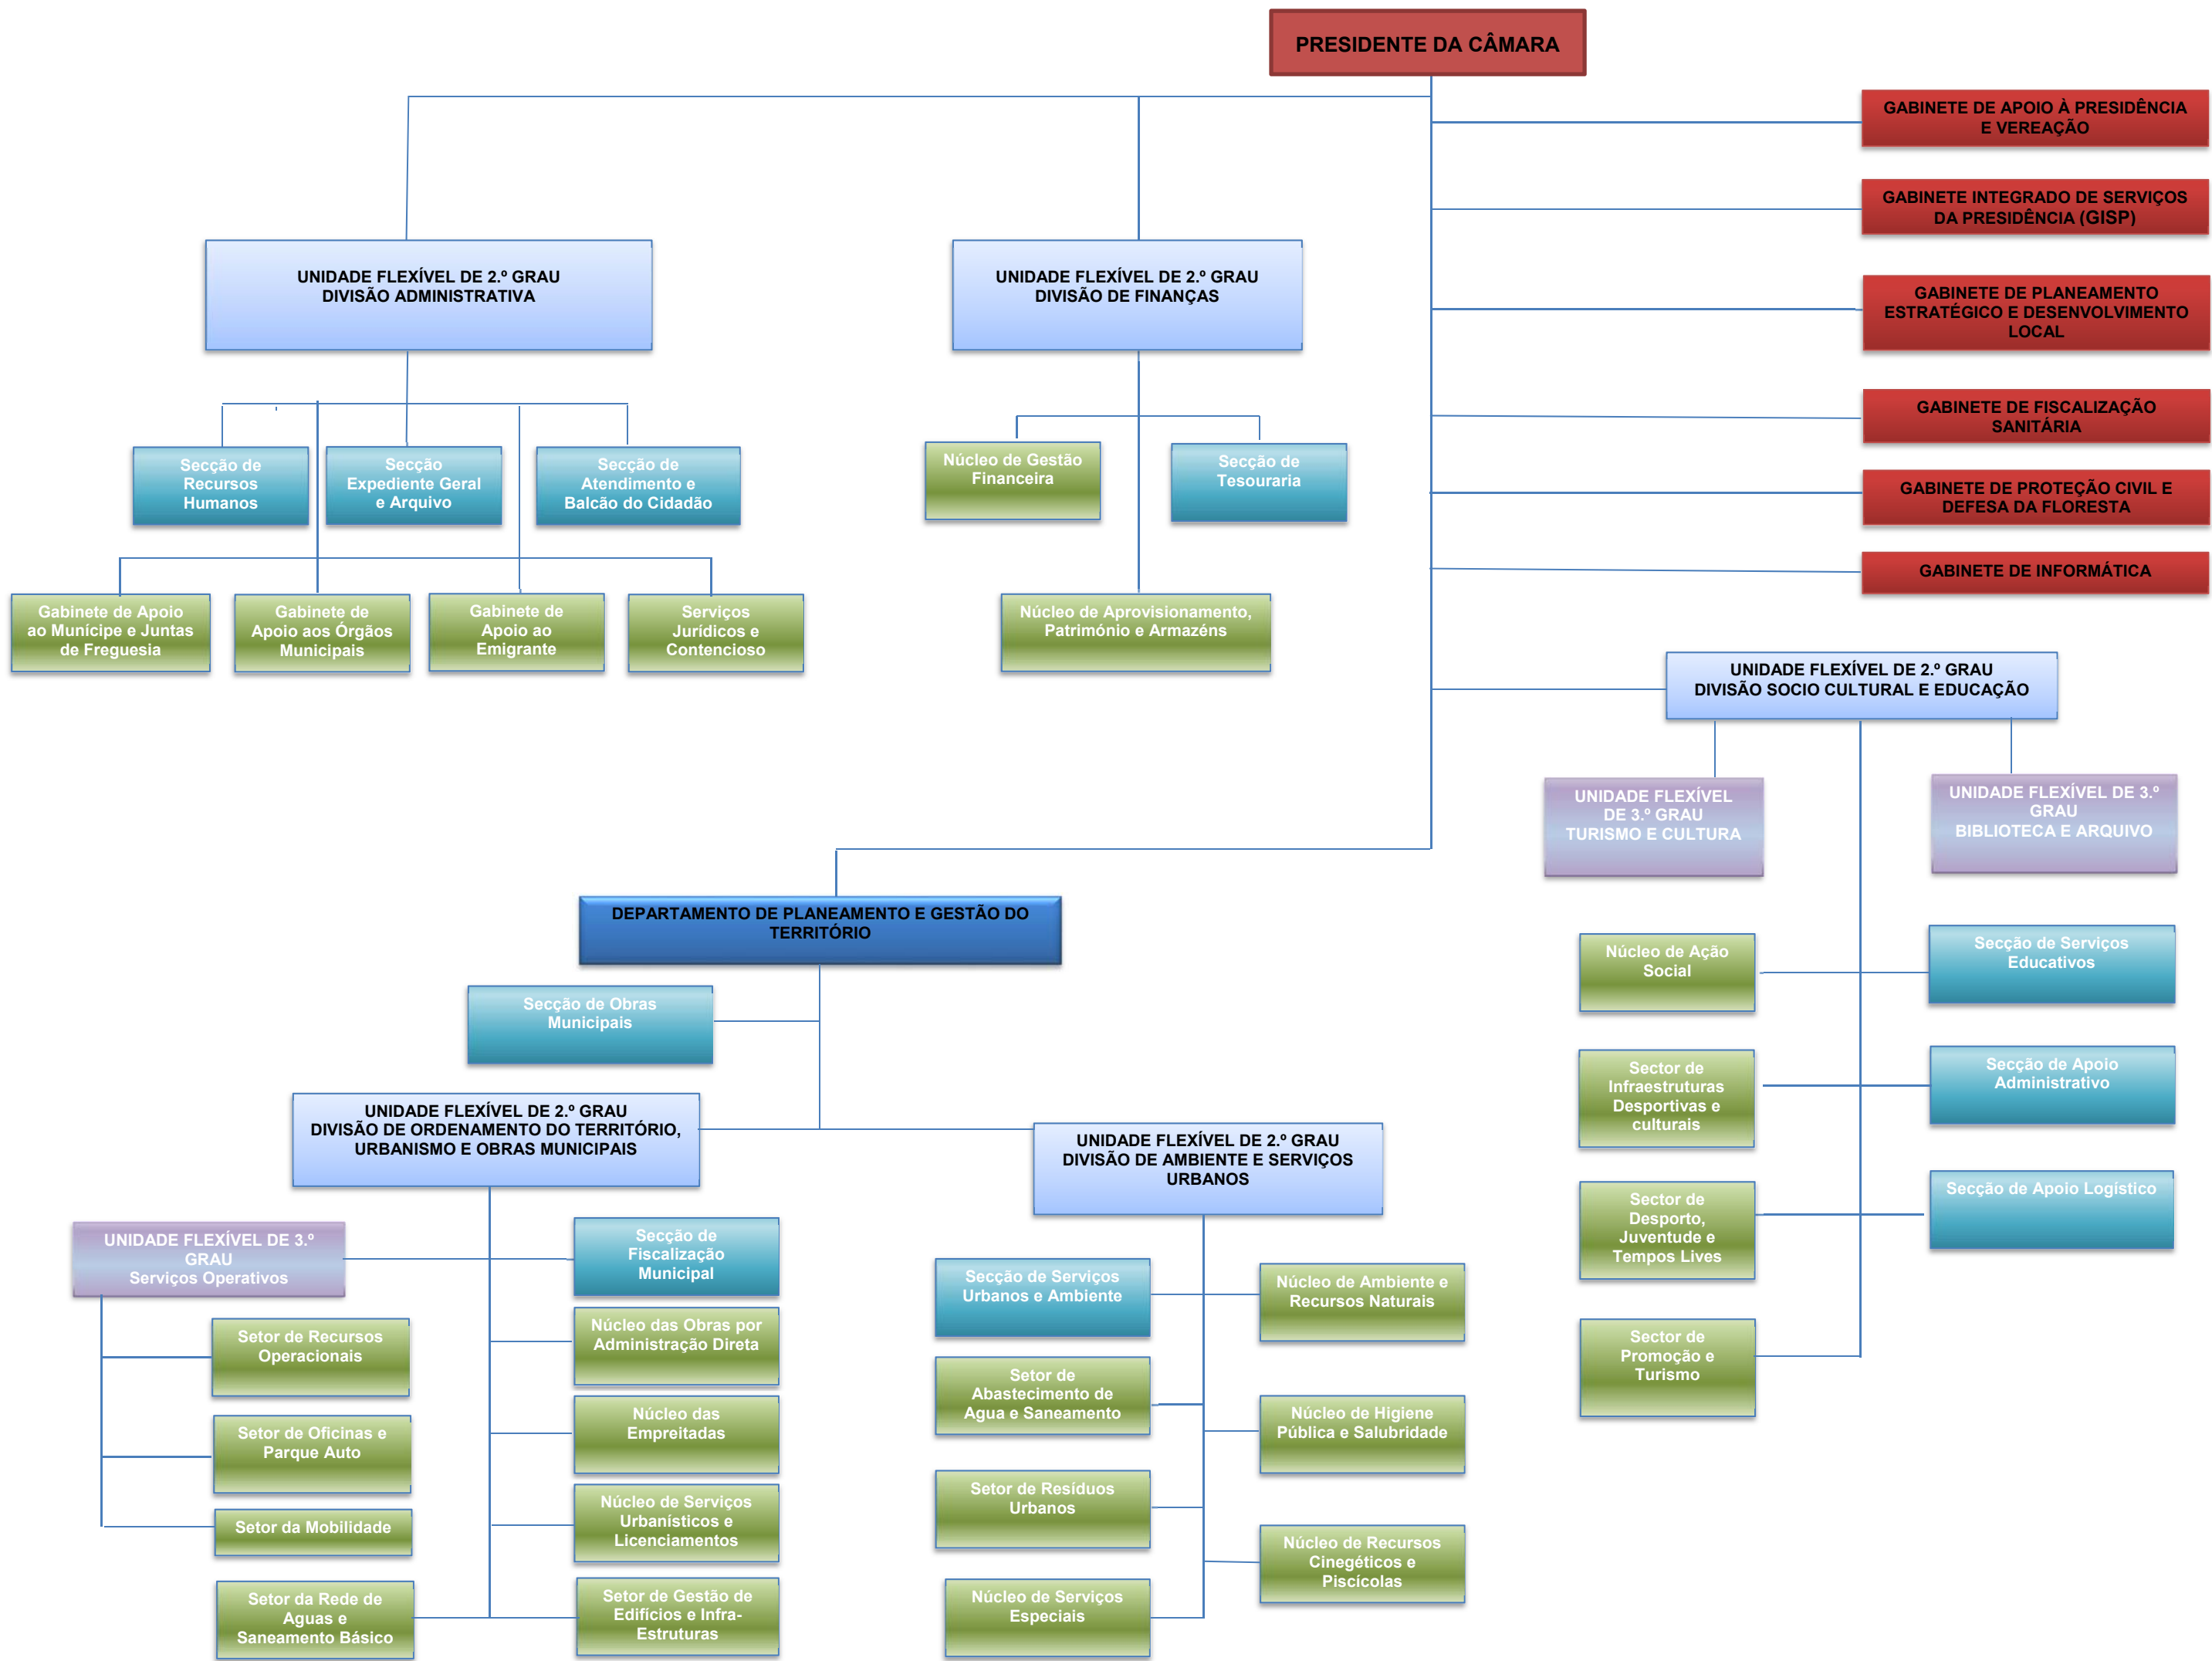 PRESIDENTE DA CÂMARA
GABINETE DE APOIO À PRESIDÊNCIA
E VEREAÇÃO
GABINETE INTEGRADO DE SERVIÇOS
DA PRESIDÊNCIA (GISP)
GABINETE DE PLANEAMENTO
ESTRATÉGICO E DESENVOLVIMENTO
LOCAL
GABINETE DE FISCALIZAÇÃO
SANITÁRIA
GABINETE DE PROTEÇÃO CIVIL E
DEFESA DA FLORESTA
GABINETE DE INFORMÁTICA
UNIDADE FLEXÍVEL DE 2.º GRAU
DIVISÃO ADMINISTRATIVA
UNIDADE FLEXÍVEL DE 2.º GRAU
DIVISÃO DE FINANÇAS
Secção de
Recursos
Humanos
Secção
Expediente Geral
e Arquivo
Secção de
Atendimento e
Balcão do Cidadão
Núcleo de Gestão
Financeira
Secção de
Tesouraria
Gabinete de Apoio
ao Munícipe e Juntas
de Freguesia
Gabinete de
Apoio aos Órgãos
Municipais
Gabinete de
Apoio ao
Emigrante
Serviços
Jurídicos e
Contencioso
Núcleo de Aprovisionamento,
Património e Armazéns
UNIDADE FLEXÍVEL DE 2.º GRAU
DIVISÃO SOCIO CULTURAL E EDUCAÇÃO
UNIDADE FLEXÍVEL
DE 3.º GRAU
TURISMO E CULTURA
UNIDADE FLEXÍVEL DE 3.º
GRAU
BIBLIOTECA E ARQUIVO
Núcleo de Ação
Social
Secção de Serviços
Educativos
Sector de
Infraestruturas
Desportivas e
culturais
Secção de Apoio
Administrativo
Sector de
Desporto,
Juventude e
Tempos Lives
Secção de Apoio Logístico
Sector de
Promoção e
Turismo
DEPARTAMENTO DE PLANEAMENTO E GESTÃO DO
TERRITÓRIO
Secção de Obras
Municipais
UNIDADE FLEXÍVEL DE 2.º GRAU
DIVISÃO DE ORDENAMENTO DO TERRITÓRIO,
URBANISMO E OBRAS MUNICIPAIS
UNIDADE FLEXÍVEL DE 2.º GRAU
DIVISÃO DE AMBIENTE E SERVIÇOS
URBANOS
UNIDADE FLEXÍVEL DE 3.º
GRAU
Serviços Operativos
Secção de
Fiscalização
Municipal
Setor de Recursos
Operacionais
Núcleo das Obras por
Administração Direta
Setor de Oficinas e
Parque Auto
Núcleo das
Empreitadas
Setor da Mobilidade
Núcleo de Serviços
Urbanísticos e
Licenciamentos
Setor da Rede de
Aguas e
Saneamento Básico
Setor de Gestão de
Edifícios e Infra-
Estruturas
Secção de Serviços
Urbanos e Ambiente
Núcleo de Ambiente e
Recursos Naturais
Setor de
Abastecimento de
Agua e Saneamento
Núcleo de Higiene
Pública e Salubridade
Setor de Resíduos
Urbanos
Núcleo de Recursos
Cinegéticos e
Piscícolas
Núcleo de Serviços
Especiais